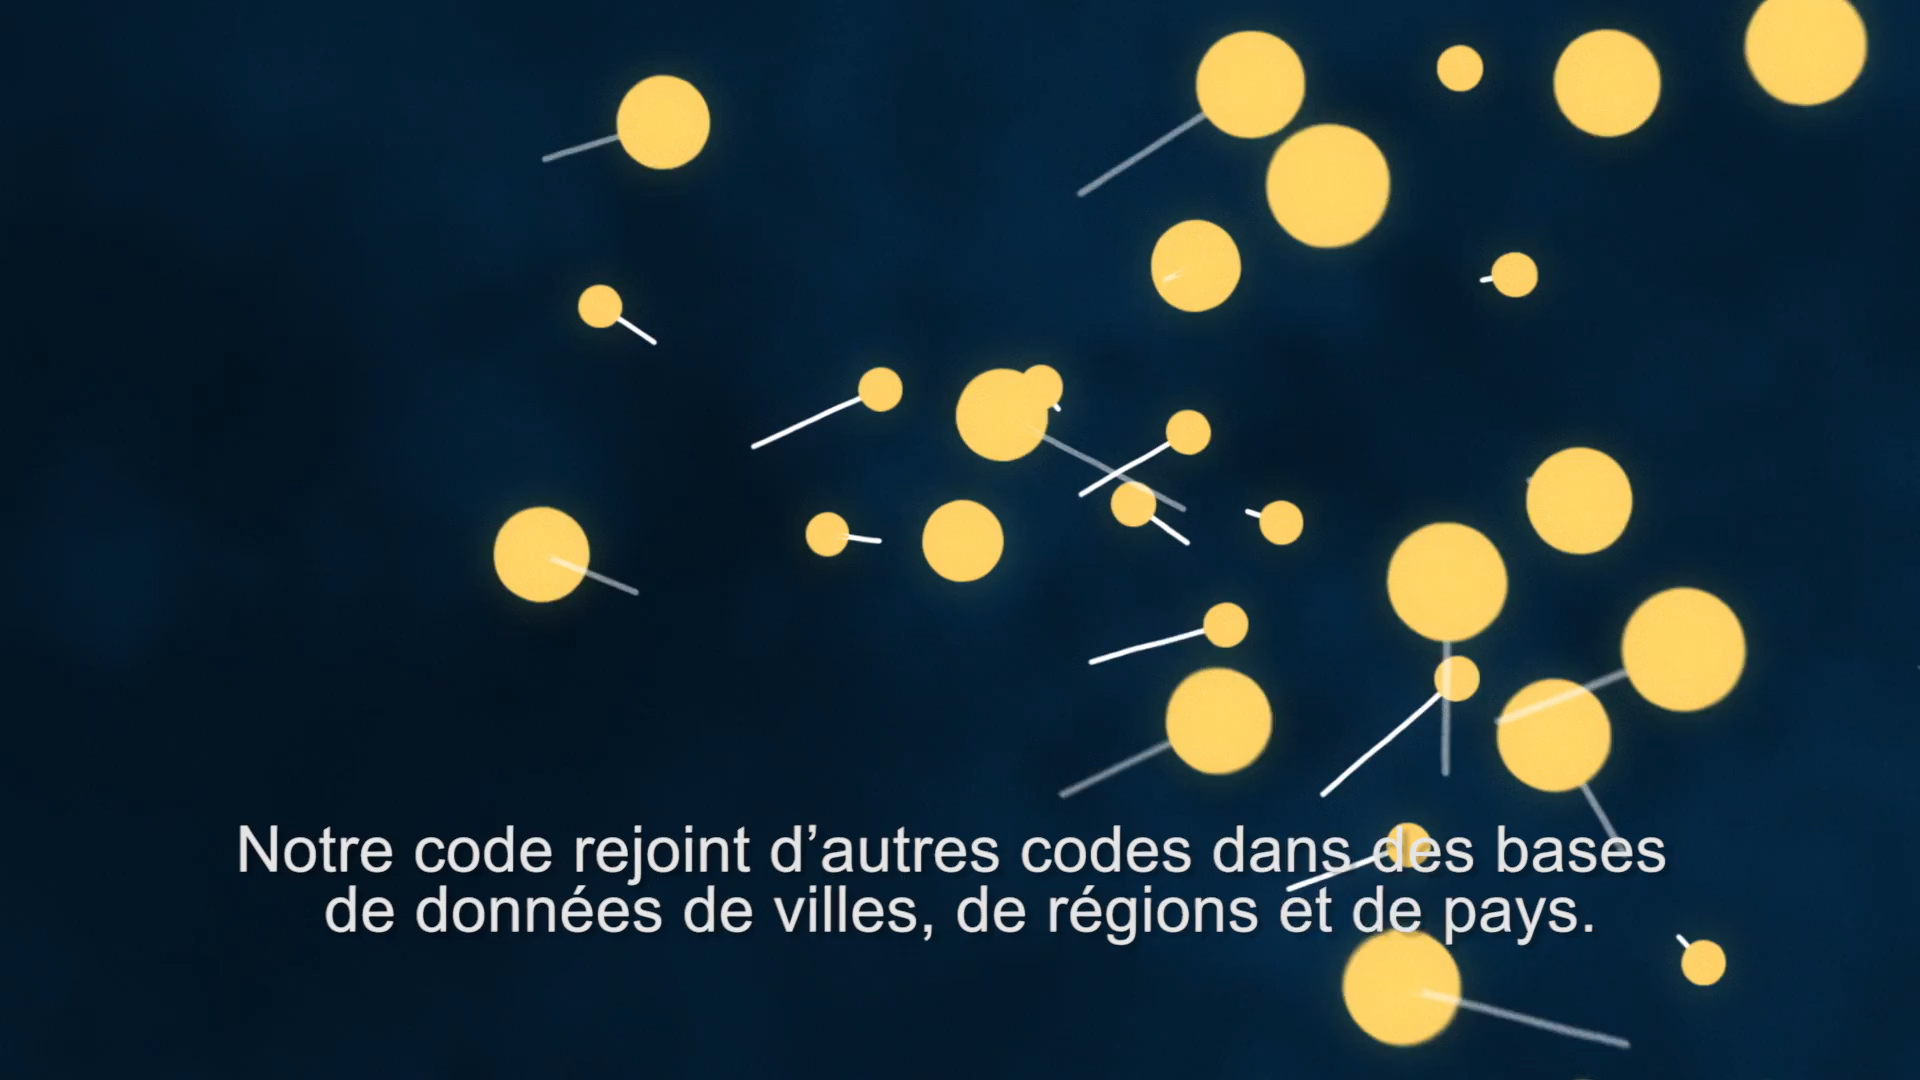 Notre code rejoint d’autres codes dans des bases
de données de villes, de régions et de pays.